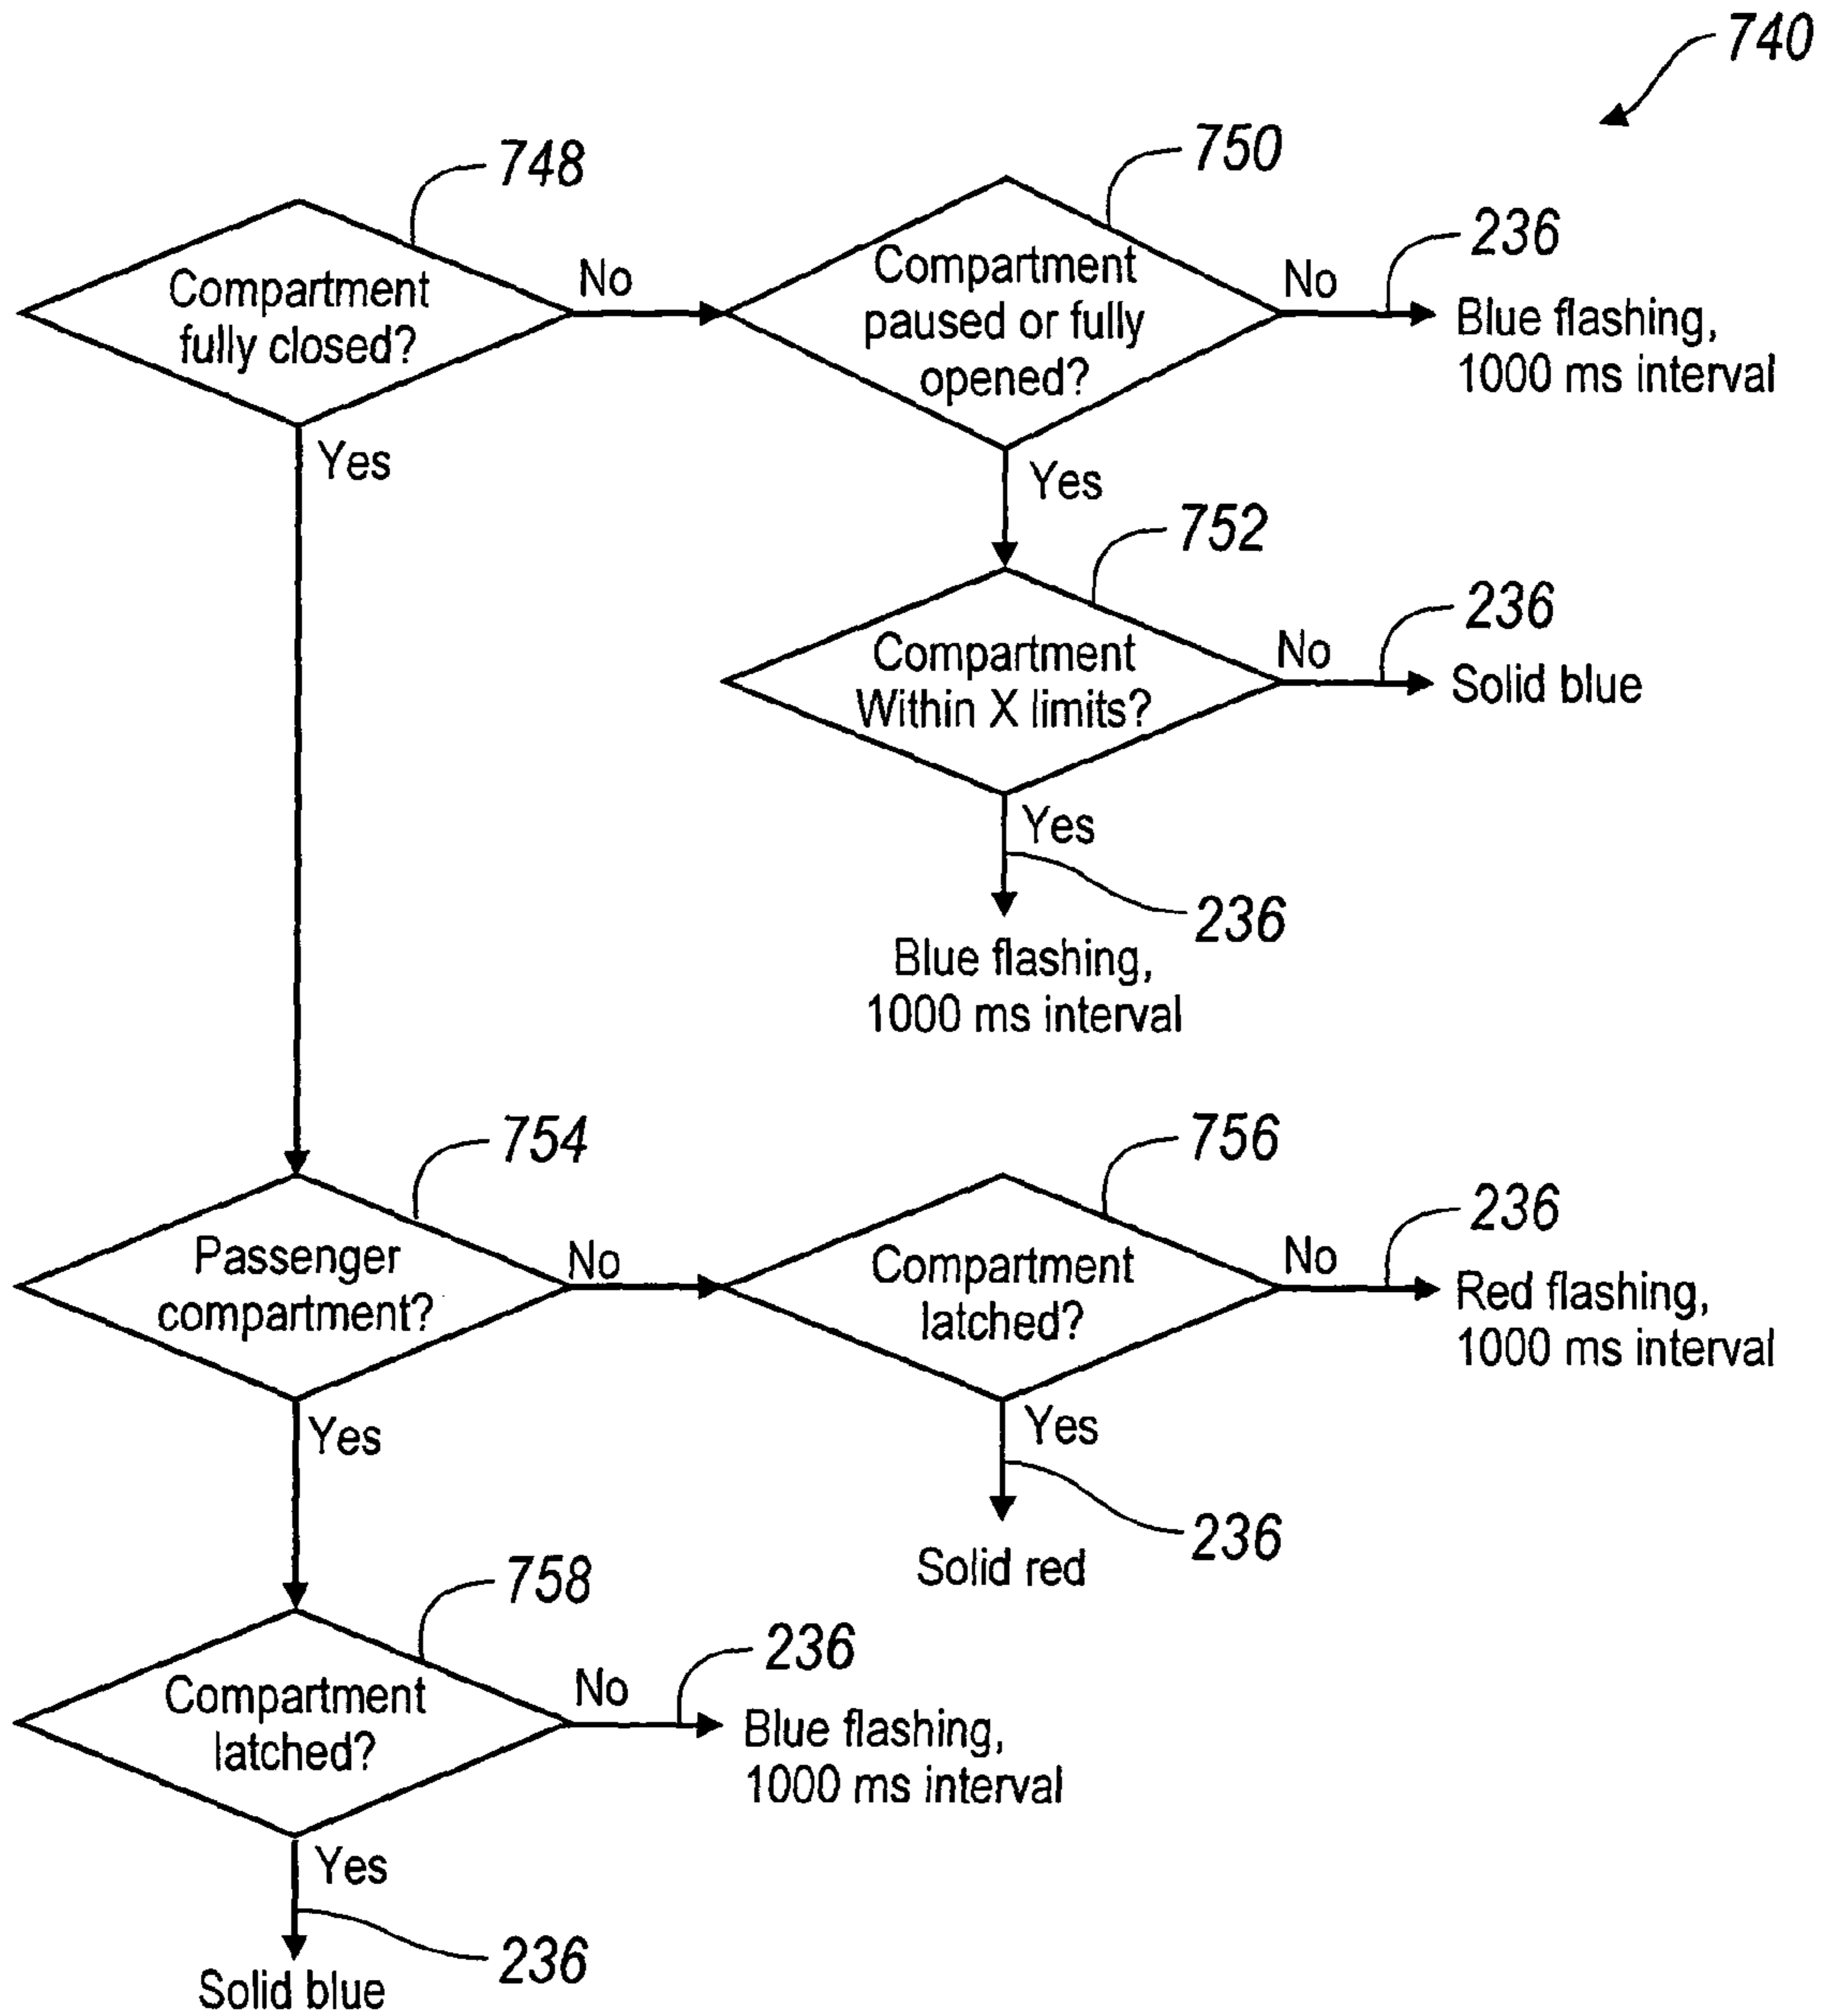 740
748
750
236
Compartment
fully closed?
No
Compartment
paused or fully
opened?
No
Blue flashing,
1000 ms interval
Yes
Yes
752
236
Compartment
Within X limits?
No
Solid blue
Yes
236
Blue flashing,
1000 ms interval
754
756
236
Passenger
compartment?
No
Compartment
latched?
No
Red flashing,
1000 ms interval
Yes
Yes
236
Solid red
758
236
Compartment
latched?
No
Blue flashing,
1000 ms interval
Yes
236
Solid blue